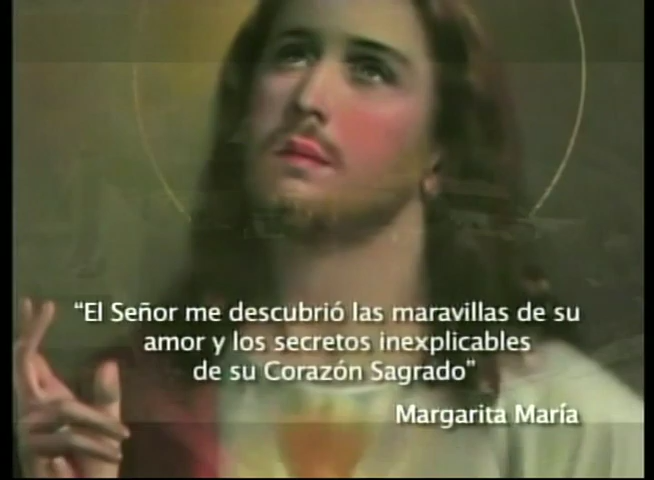 “El Señor me descubrió las maravillas de su
amor y los secretos inexplicables
de su Corazón Sagrado”
Margarita María